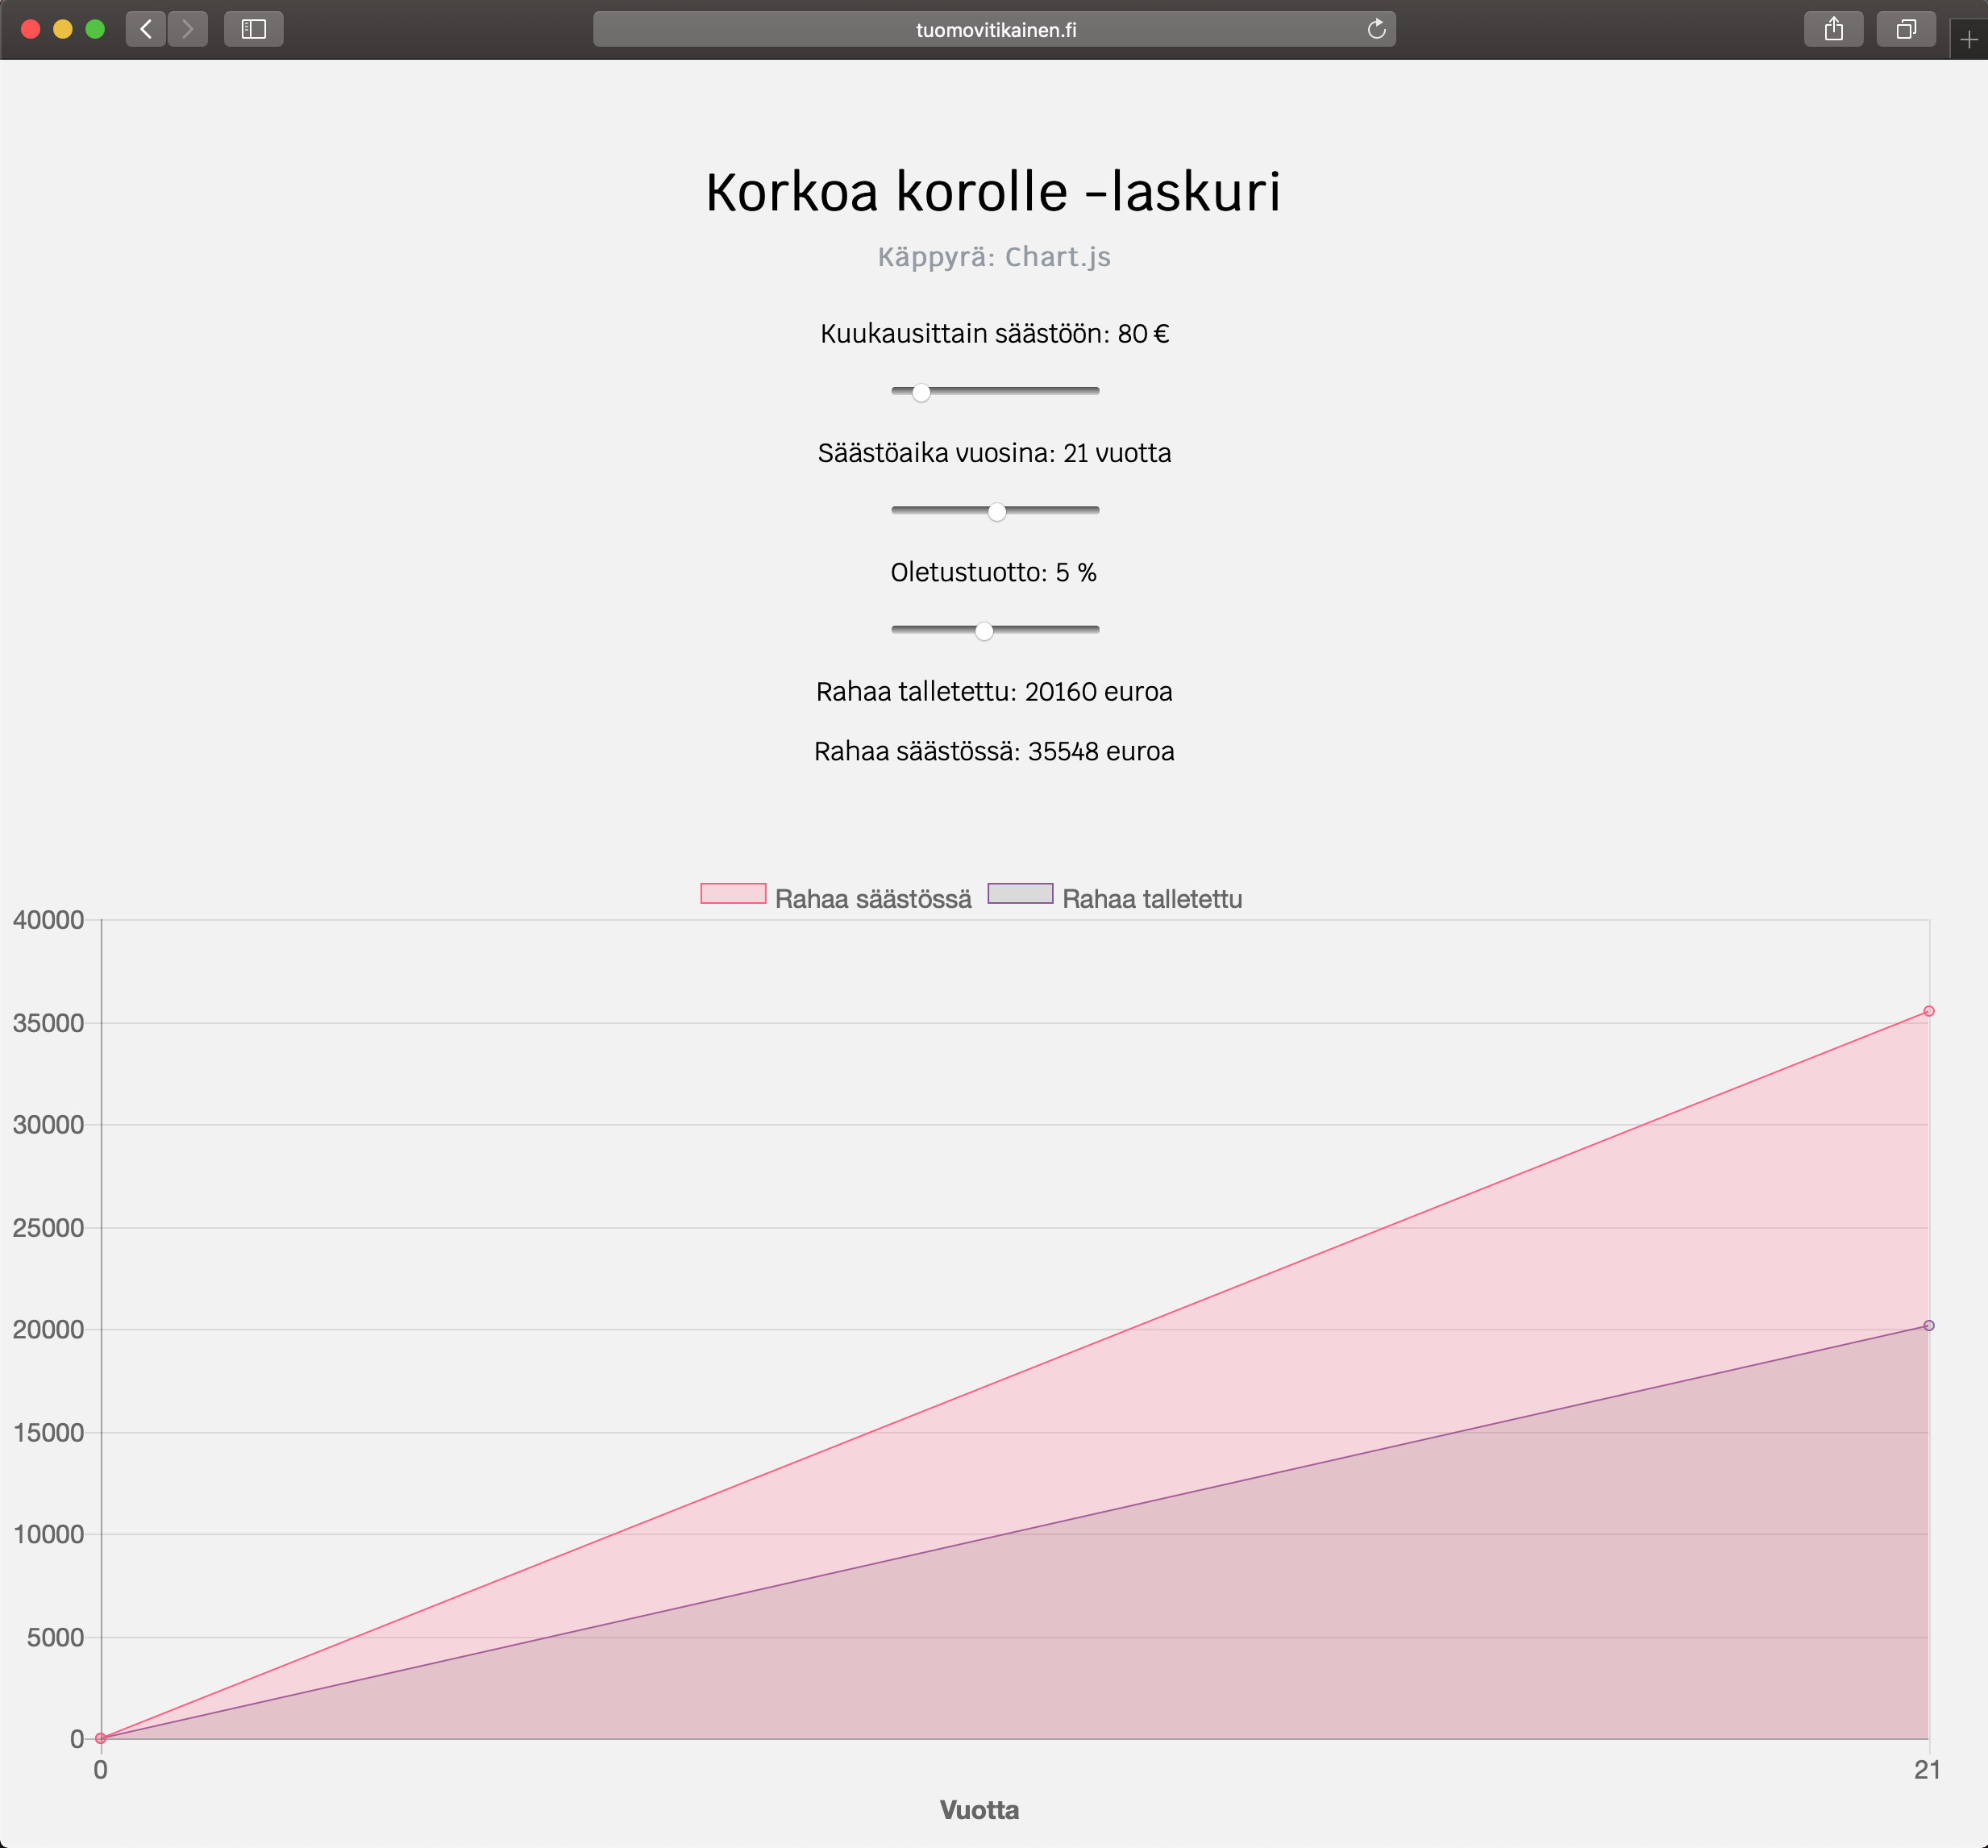 tuomovitikainen.fi
Korkoa korolle -laskuri
Käppyrä: Chart.js
Kuukausittain säästöön: 80 €
Säästöaika vuosina: 21 vuotta
Oletustuotto: 5 %
Rahaa talletettu: 20160 euroa
Rahaa säästössä: 35548 euroa
Rahaa säästössä Rahaa talletettu
40000
35000
30000
25000
20000
15000
10000
5000
0
0 21
Vuotta